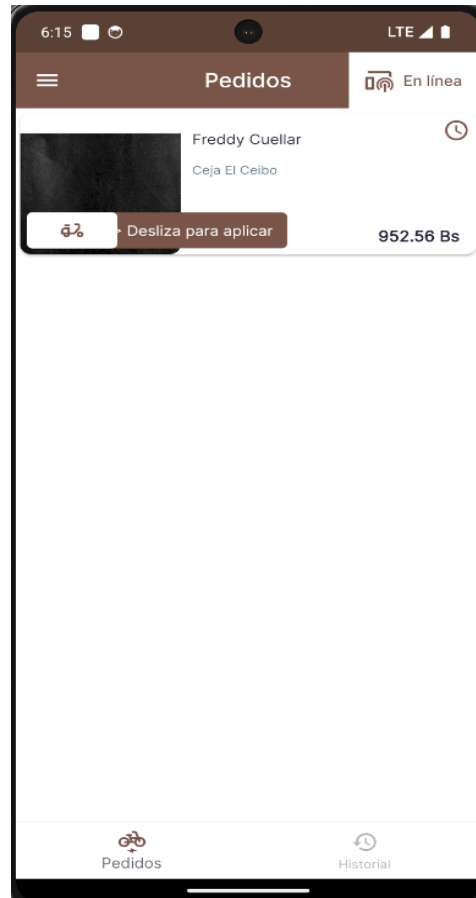 6:15
LTE
Pedidos
En línea
Freddy Cuellar
Ceja El Ceibo
Desliza para aplicar
952.56 Bs
Pedidos
Historial